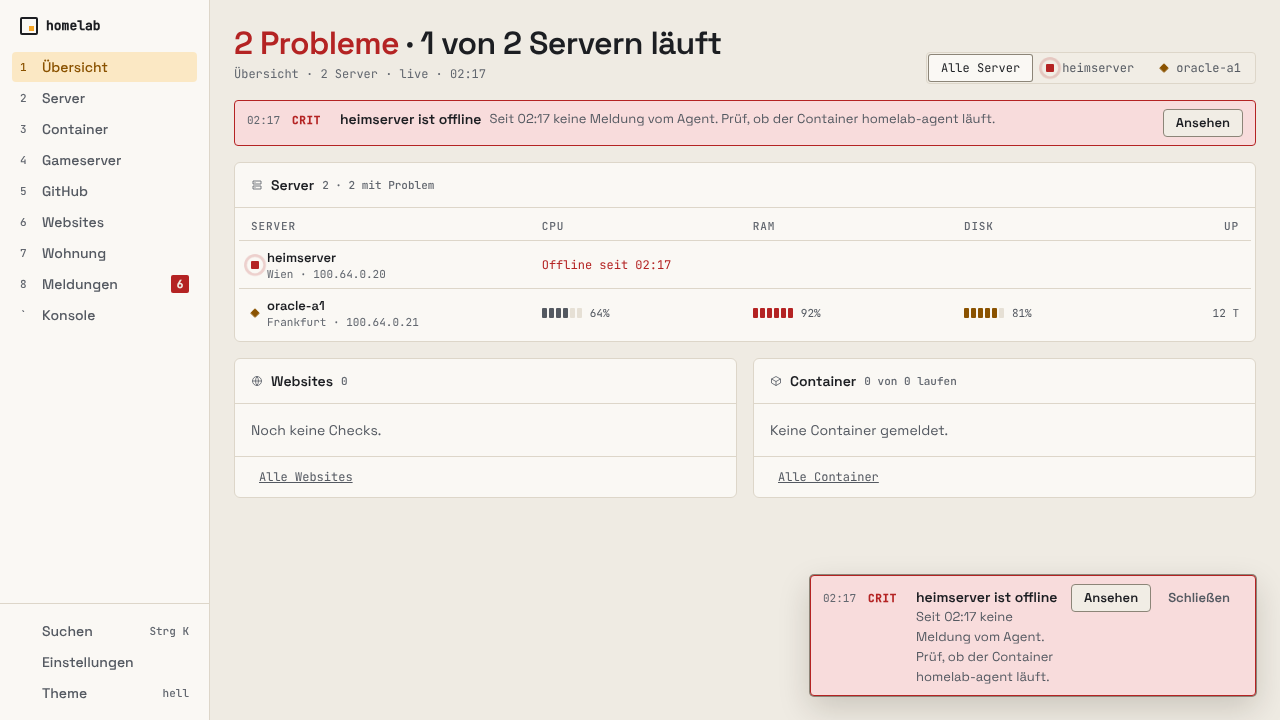 homelab
1 Übersicht
2 Server
3 Container
4 Gameserver
5 GitHub
6 Websites
7 Wohnung
8 Meldungen 6
` Konsole
Suchen Strg K
Einstellungen
Theme hell
2 Probleme · 1 von 2 Servern läuft
Übersicht · 2 Server · live · 02:17
Alle Server heimserver oracle-a1
02:17 CRIT heimserver ist offline Seit 02:17 keine Meldung vom Agent. Prüf, ob der Container homelab-agent läuft. Ansehen
Server 2 · 2 mit Problem
SERVER CPU RAM DISK UP
heimserver
Wien · 100.64.0.20
Offline seit 02:17
oracle-a1
Frankfurt · 100.64.0.21
64% 92% 81% 12 T
Websites 0
Noch keine Checks.
Alle Websites
Container 0 von 0 laufen
Keine Container gemeldet.
Alle Container
02:17 CRIT heimserver ist offline Ansehen Schließen
Seit 02:17 keine
Meldung vom Agent.
Prüf, ob der Container
homelab-agent läuft.